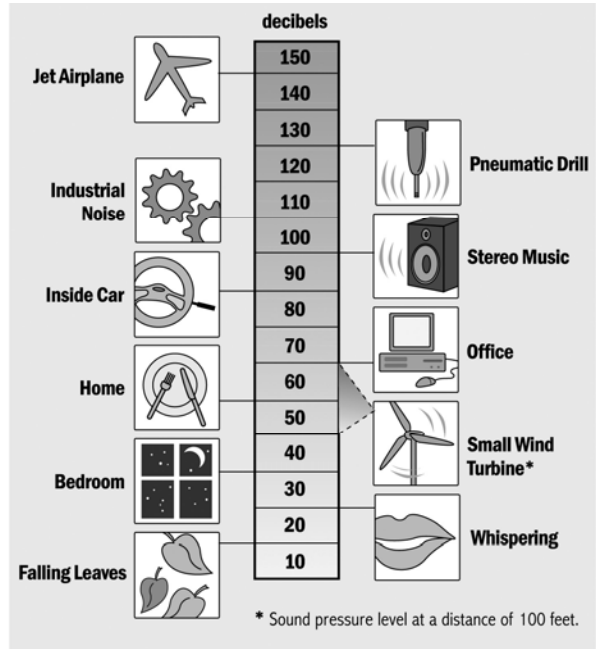 decibels
Jet Airplane
150
140
130
120
110
100
90
80
70
60
50
40
30
20
10
Pneumatic Drill
Industrial
Noise
Stereo Music
Inside Car
Office
Home
Small Wind
Turbine*
Bedroom
Whispering
Falling Leaves
* Sound pressure level at a distance of 100 feet.